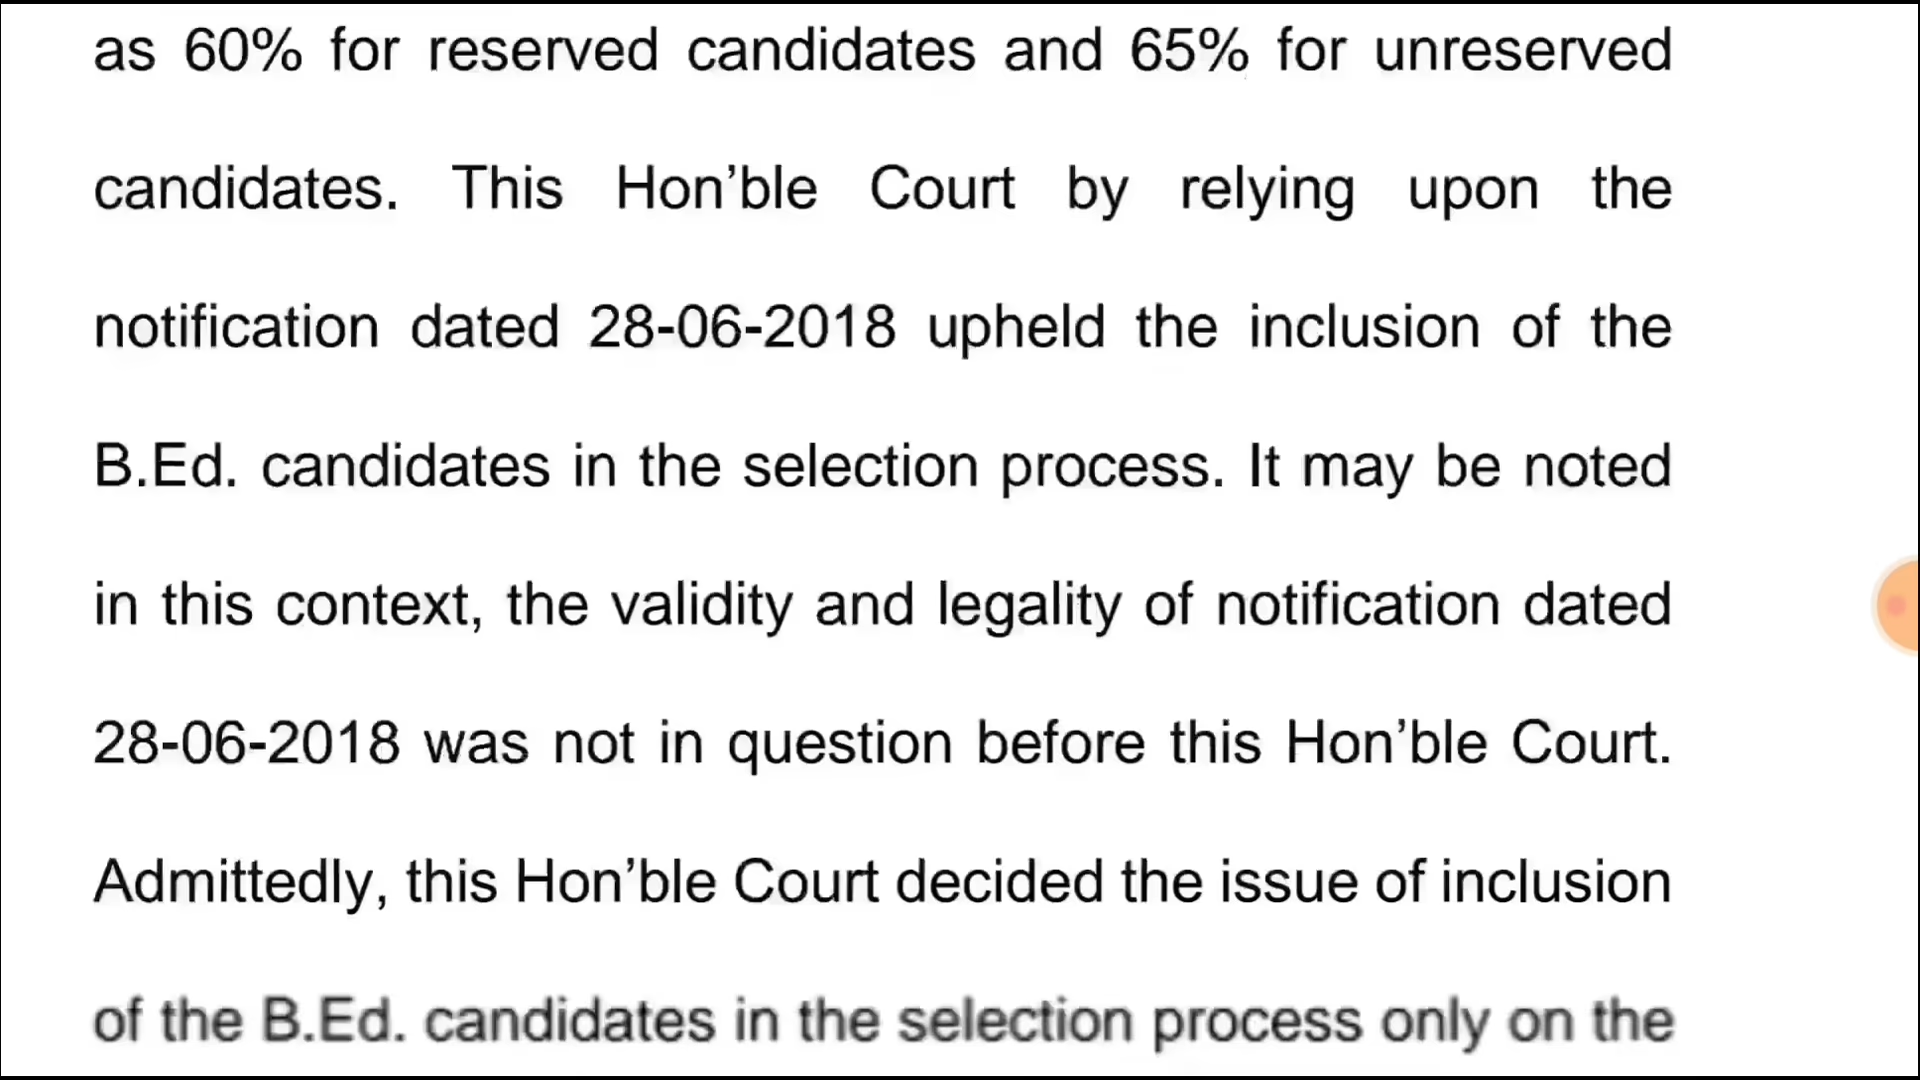 as 60% for reserved candidates and 65% for unreserved
candidates. This Hon’ble Court by relying upon the
notification dated 28-06-2018 upheld the inclusion of the
B.Ed. candidates in the selection process. It may be noted
in this context, the validity and legality of notification dated
28-06-2018 was not in question before this Hon’ble Court.
Admittedly, this Hon’ble Court decided the issue of inclusion
of the B.Ed. candidates in the selection process only on the